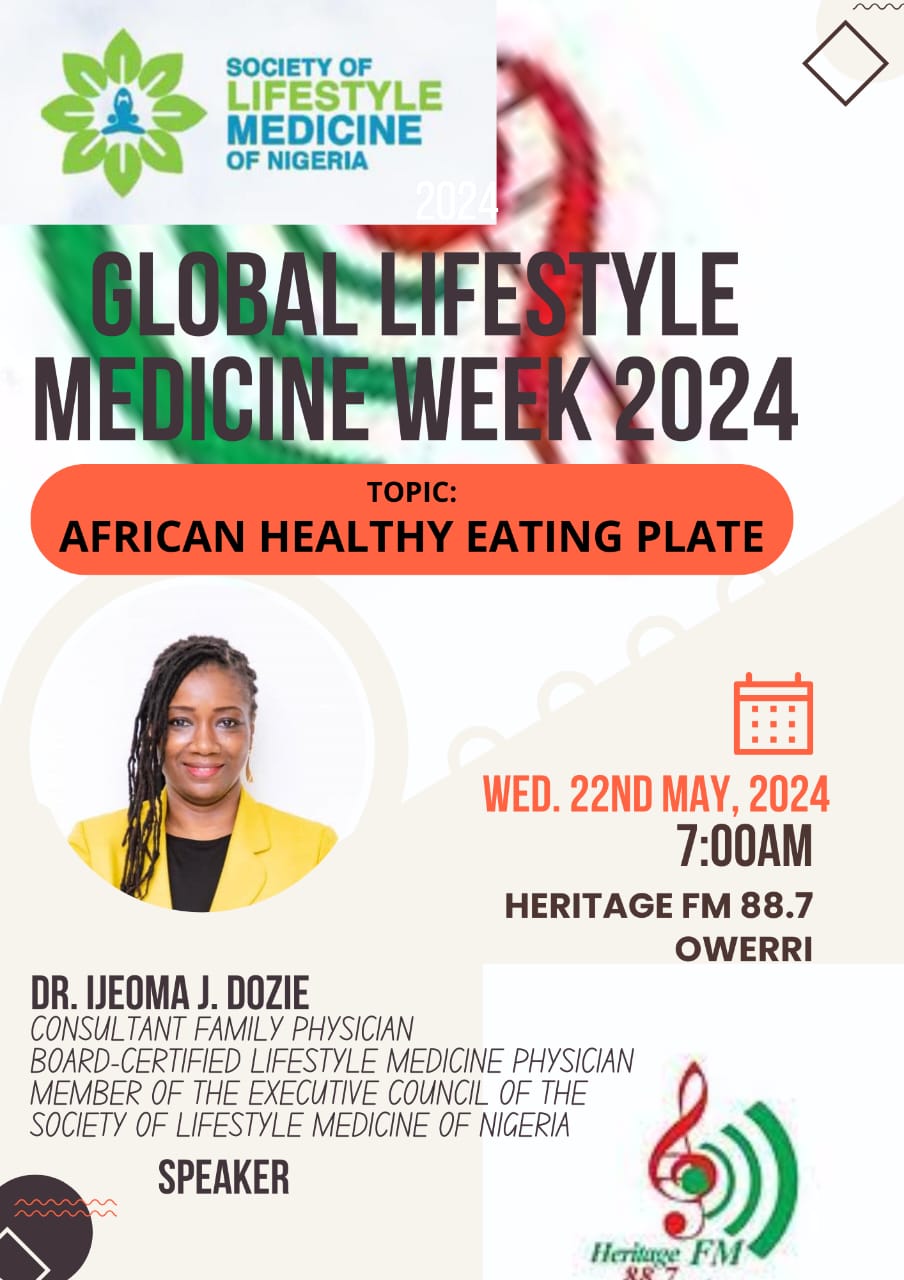 SOCIETY OF
LIFESTYLE
MEDICINE
OF NIGERIA
2024
GLOBAL LIFESTYLE
MEDICINE WEEK 2024
TOPIC:
AFRICAN HEALTHY EATING PLATE
WED. 22ND MAY, 2024
7:00AM
HERITAGE FM 88.7
OWERRI
DR. IJEOMA J. DOZIE
CONSULTANT FAMILY PHYSICIAN
BOARD-CERTIFIED LIFESTYLE MEDICINE PHYSICIAN
MEMBER OF THE EXECUTIVE COUNCIL OF THE
SOCIETY OF LIFESTYLE MEDICINE OF NIGERIA
SPEAKER
Heritage FM
88.7